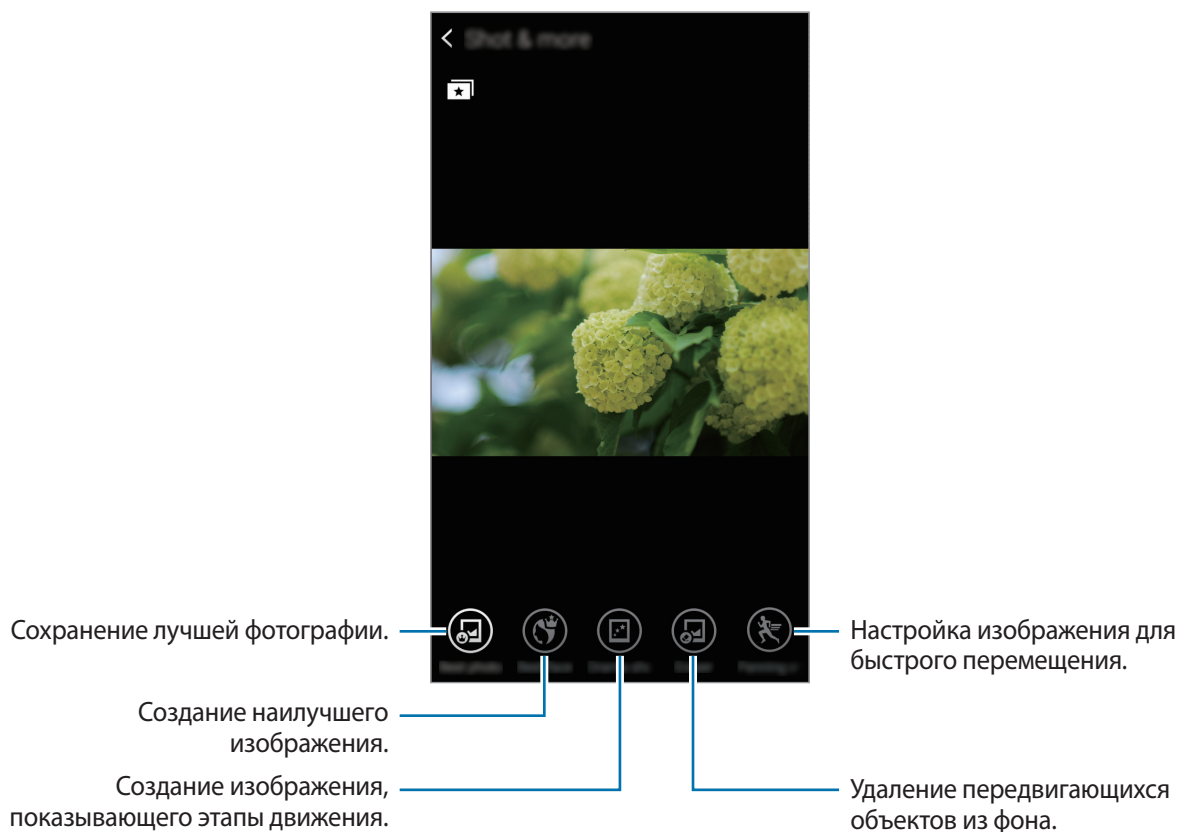 Shot & more
Сохранение лучшей фотографии.
Создание наилучшего
изображения.
Создание изображения,
показывающего этапы движения.
Настройка изображения для
быстрого перемещения.
Удаление передвигающихся
объектов из фона.